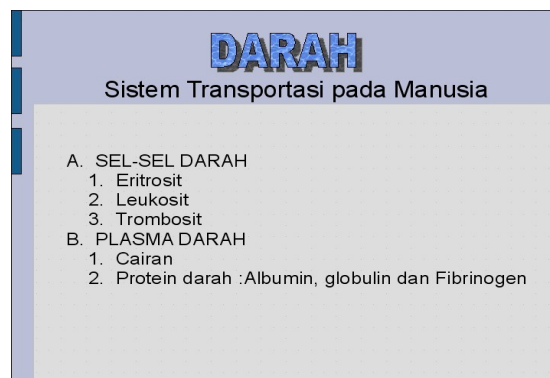 DARAH
Sistem Transportasi pada Manusia
A. SEL-SEL DARAH
1. Eritrosit
2. Leukosit
3. Trombosit
B. PLASMA DARAH
1. Cairan
2. Protein darah :Albumin, globulin dan Fibrinogen